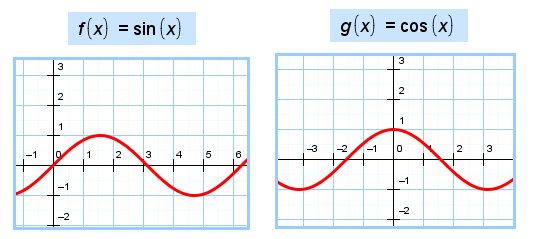 f(x) = sin(x)
3
2
1
−1 0 1 2 3 4 5 6
−1
−2
g(x) = cos(x)
3
2
1
−3 −2 −1 0 1 2 3
−1
−2